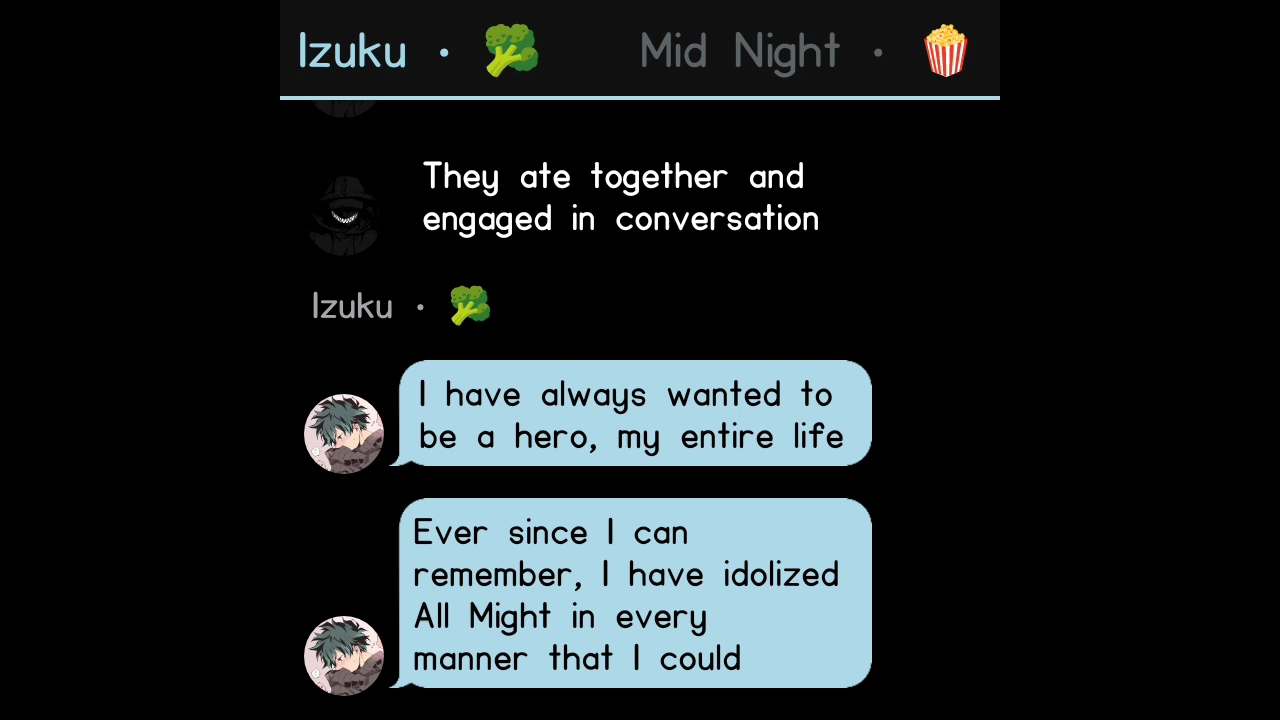 Izuku • 🥦 Mid Night • 🍿
They ate together and
engaged in conversation
Izuku • 🥦
I have always wanted to
be a hero, my entire life
Ever since I can
remember, I have idolized
All Might in every
manner that I could